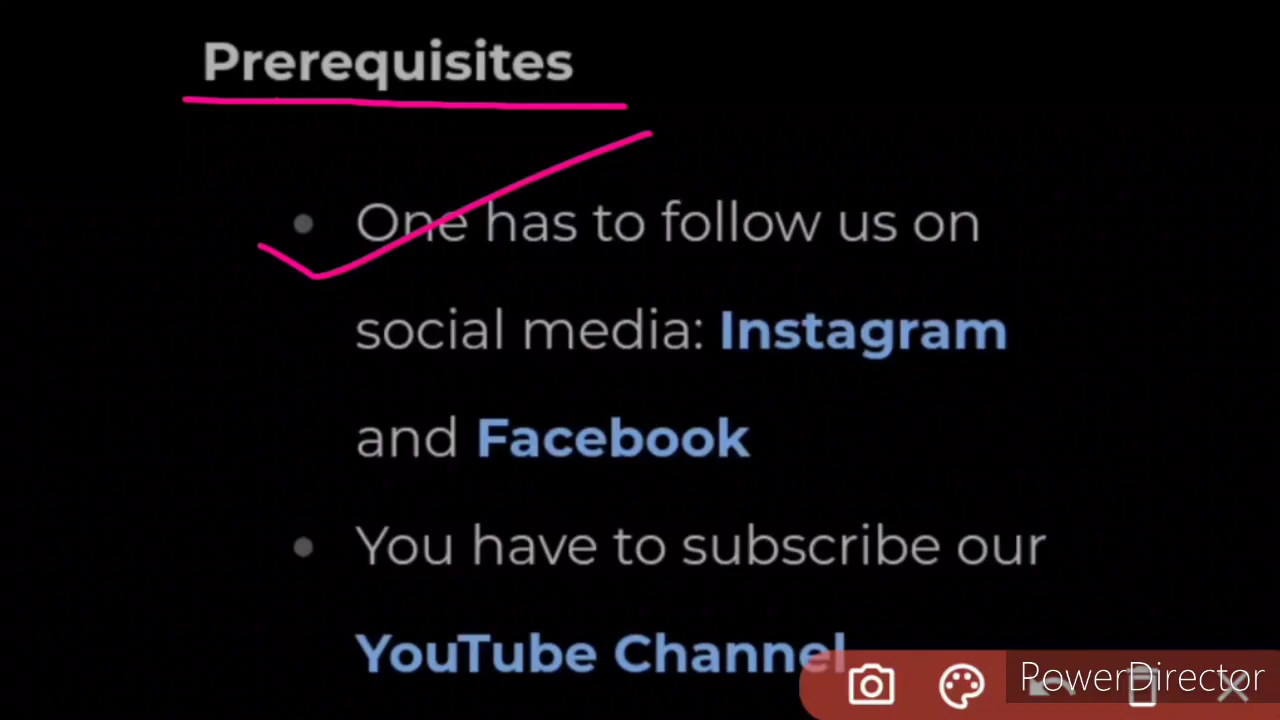 Prerequisites
One has to follow us on
social media: Instagram
and Facebook
You have to subscribe our
YouTube Channel
PowerDirector